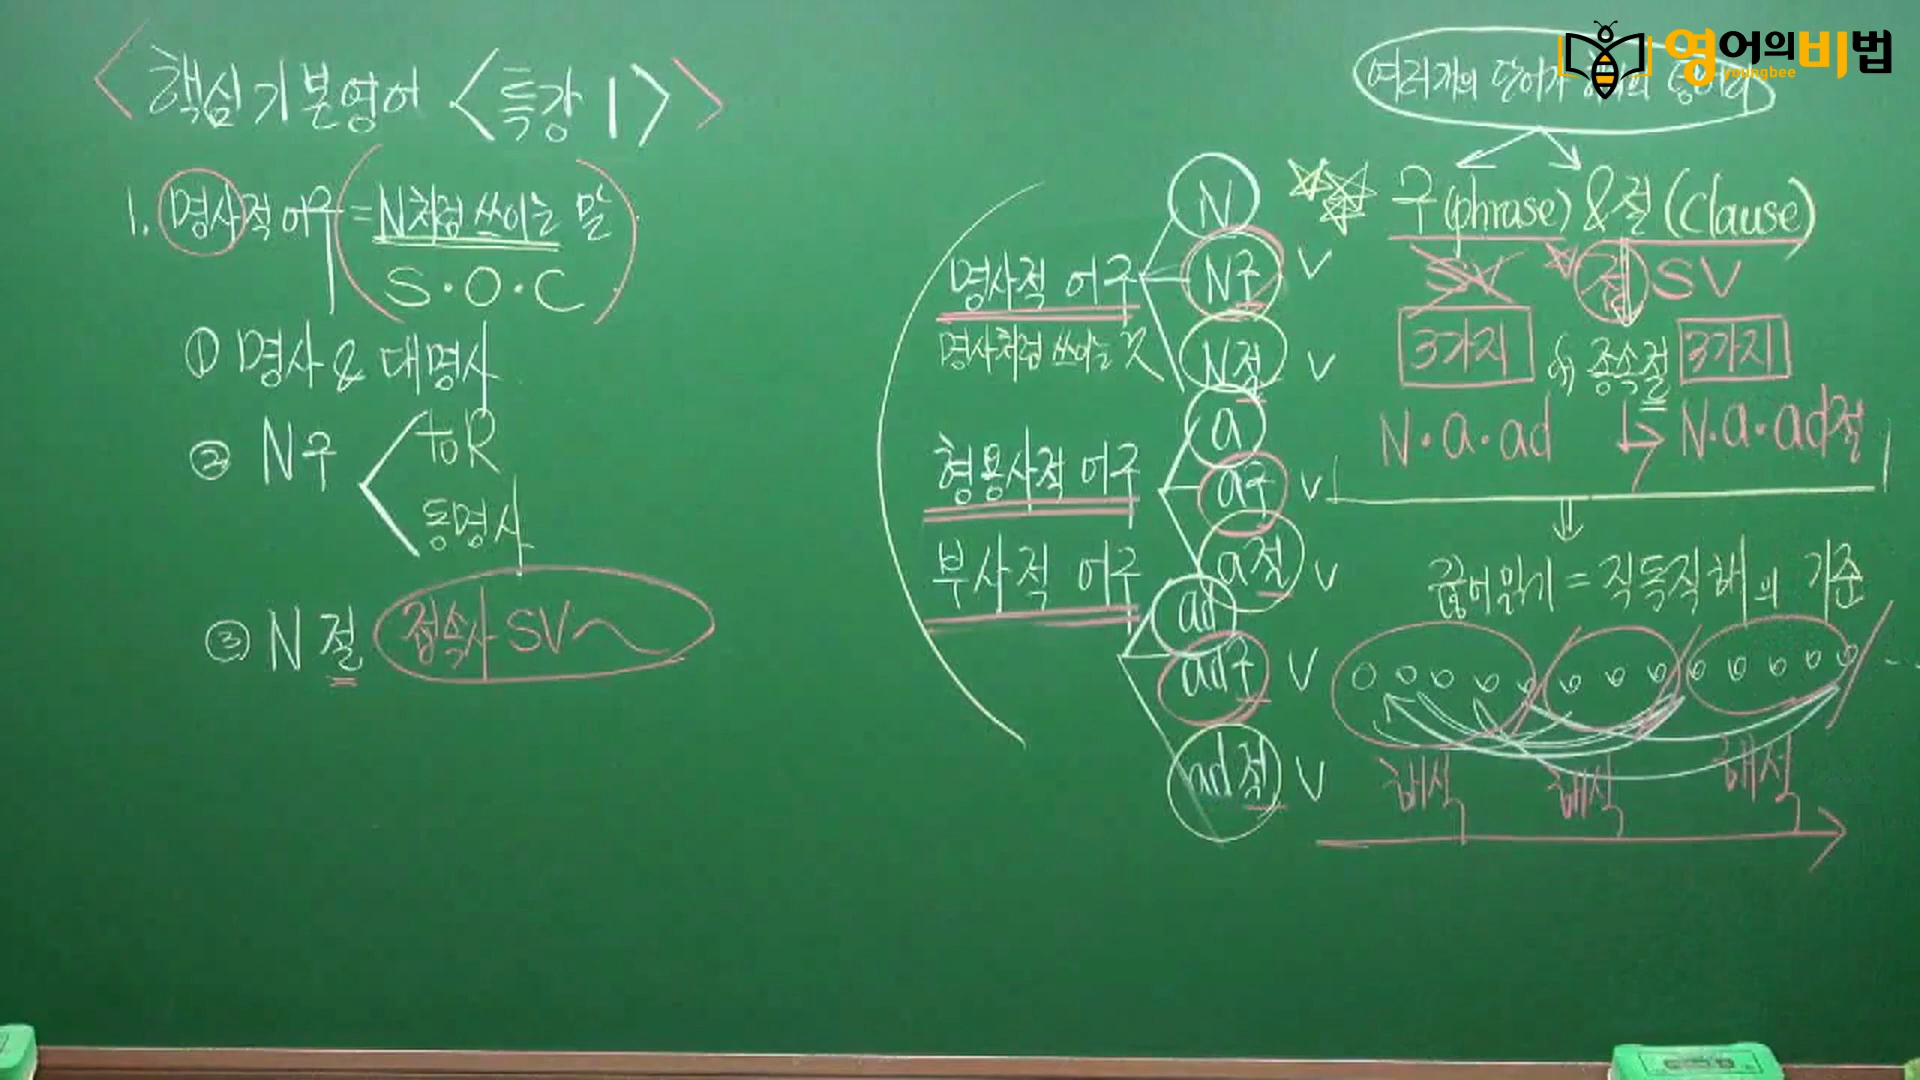 <핵심기본영어 <특강 1>>
1. 명사적 어구 = N처럼 쓰이는 말
S·O·C
① 명사 & 대명사
② N구
to R
동명사
③ N절 접속사 SV~
명사적 어구
명사처럼 쓰이는 것
N
N구 V
N절 V
형용사적 어구
a
a구 V
a절 V
부사적 어구
ad
ad구 V
ad절 V
영어의비법
youngbee
여러개의 단어가
구(phrase) & 절(clause)
SV 절 SV
3가지 종속절 3가지
N·a·ad N·a·ad절
끊어읽기 = 직독직해의 기준
해석 해석 해석